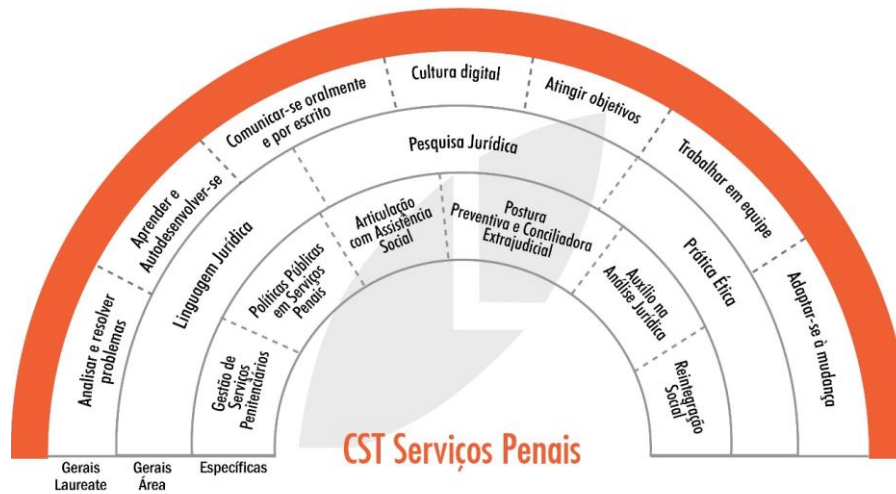 Analisar e resolver
problemas
Aprender e
Autodesenvolver-se
Comunicar-se oralmente
e por escrito
Cultura digital
Atingir objetivos
Trabalhar em equipe
Adaptar-se à mudança
Linguagem Jurídica
Pesquisa Jurídica
Prática Ética
Gestão de
Serviços
Penitenciários
Políticas Públicas
em Serviços
Penais
Articulação
com Assistência
Social
Postura
Preventiva e Conciliadora
Extrajudicial
Auxílio na
Análise Jurídica
Reintegração
Social
CST Serviços Penais
Gerais
Laureate
Gerais
Área
Específicas